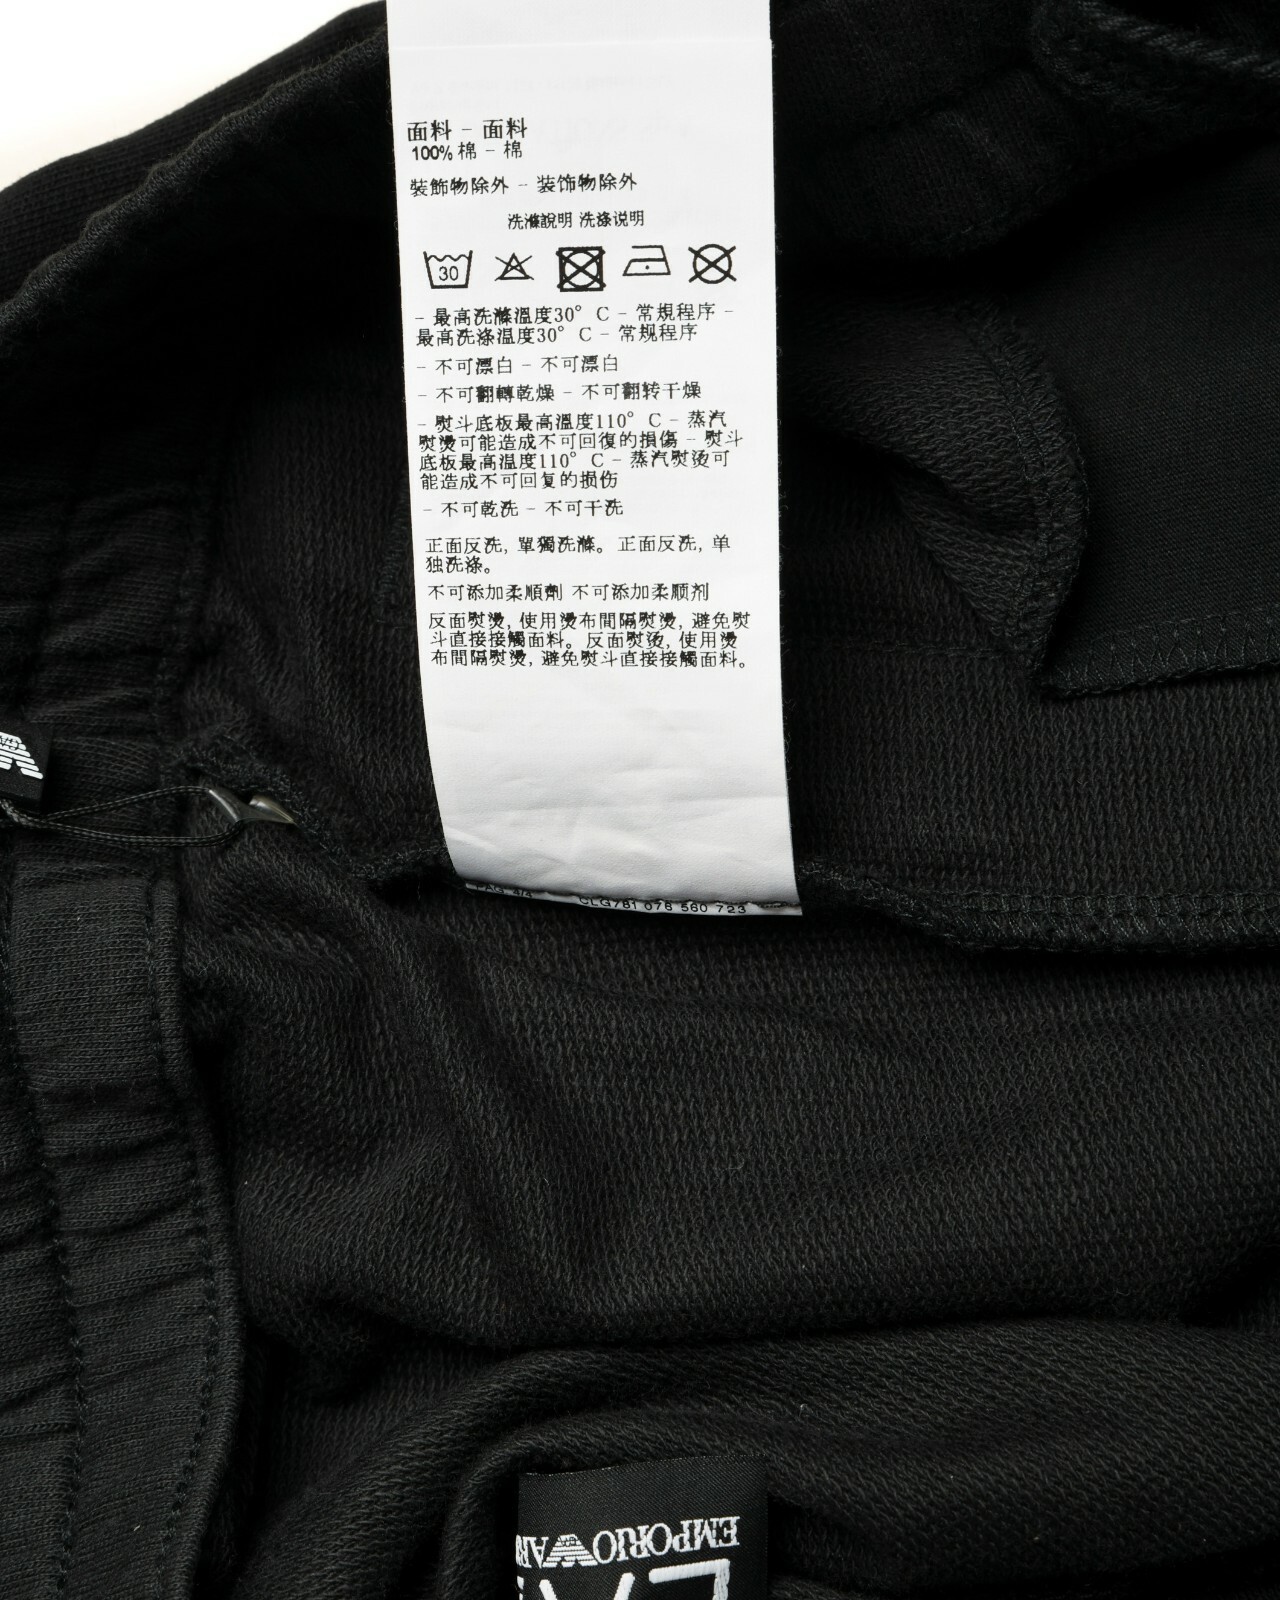 面料 - 面料
100% 棉 - 棉
裝飾物除外 - 装饰物除外
洗滌說明 洗涤说明
30
- 最高洗滌溫度30° C - 常規程序 -
最高洗涤温度30° C - 常规程序
- 不可漂白 - 不可漂白
- 不可翻轉乾燥 - 不可翻转干燥
- 熨斗底板最高溫度110° C - 蒸汽
熨燙可能造成不可回復的損傷 - 熨斗
底板最高温度110° C - 蒸汽熨烫可
能造成不可回复的损伤
- 不可乾洗 - 不可干洗
正面反洗, 單獨洗滌。 正面反洗, 单
独洗涤。
不可添加柔順劑 不可添加柔顺剂
反面熨燙, 使用燙布間隔熨燙, 避免熨
斗直接接觸面料。 反面熨烫, 使用烫
布間隔熨烫, 避免熨斗直接接觸面料。
PAG. 4/4 CLG781 078 560 723
EMPORIO AR